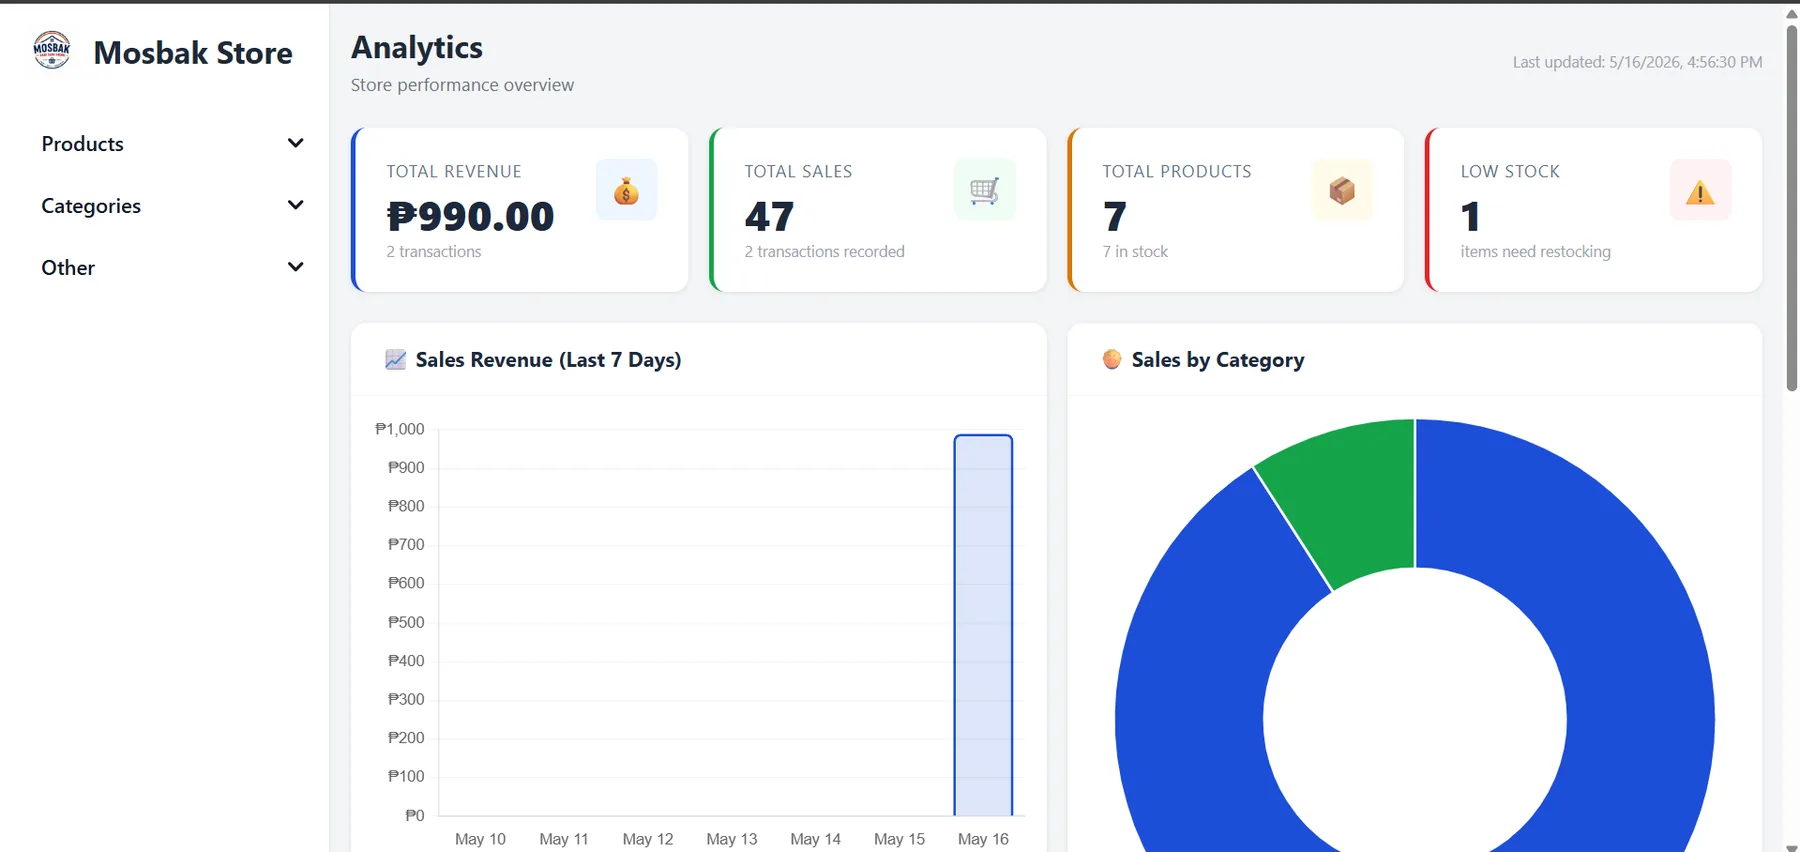 MOSBAK
Mosbak Store
Products
Categories
Other
Analytics
Store performance overview
Last updated: 5/16/2026, 4:56:30 PM
TOTAL REVENUE
₱990.00
2 transactions
TOTAL SALES
47
2 transactions recorded
TOTAL PRODUCTS
7
7 in stock
LOW STOCK
1
items need restocking
Sales Revenue (Last 7 Days)
₱1,000
₱900
₱800
₱700
₱600
₱500
₱400
₱300
₱200
₱100
₱0
May 10
May 11
May 12
May 13
May 14
May 15
May 16
Sales by Category